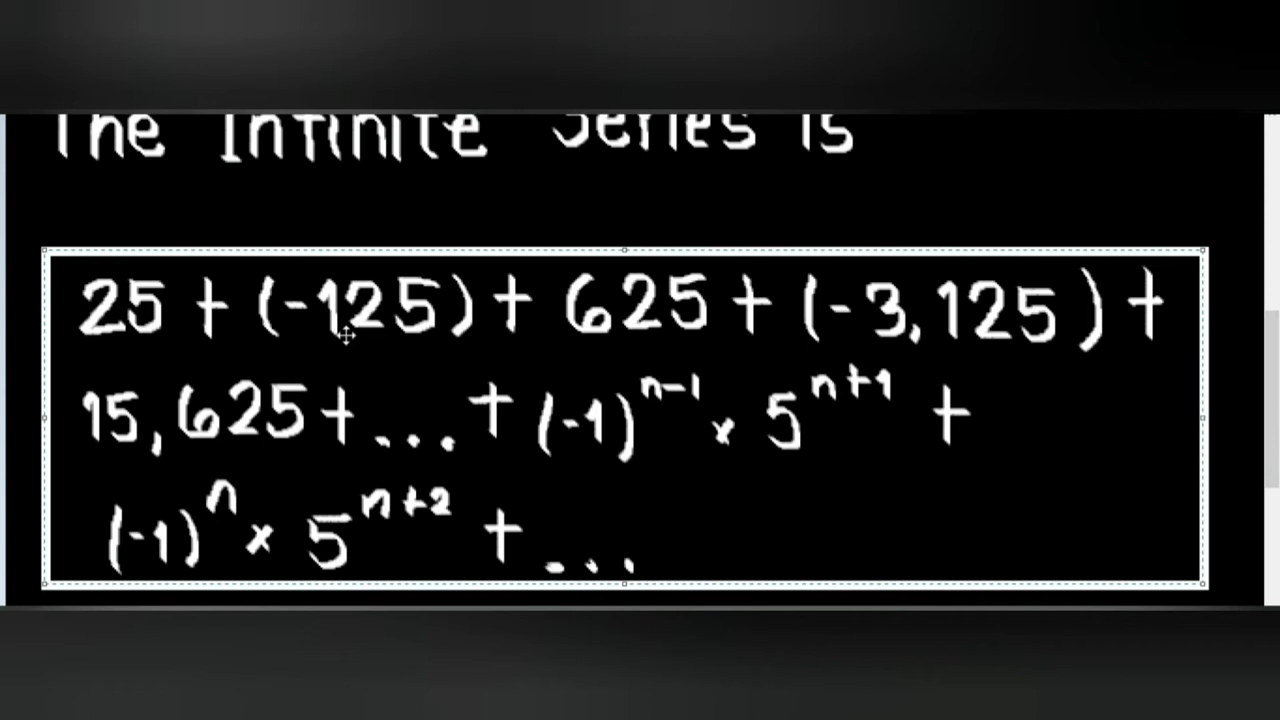 The Infinite Series is
25 + (-125) + 625 + (-3,125) +
15,625 + ... + (-1)^{n-1} × 5^{n+1} +
(-1)^{n} × 5^{n+2} + ...